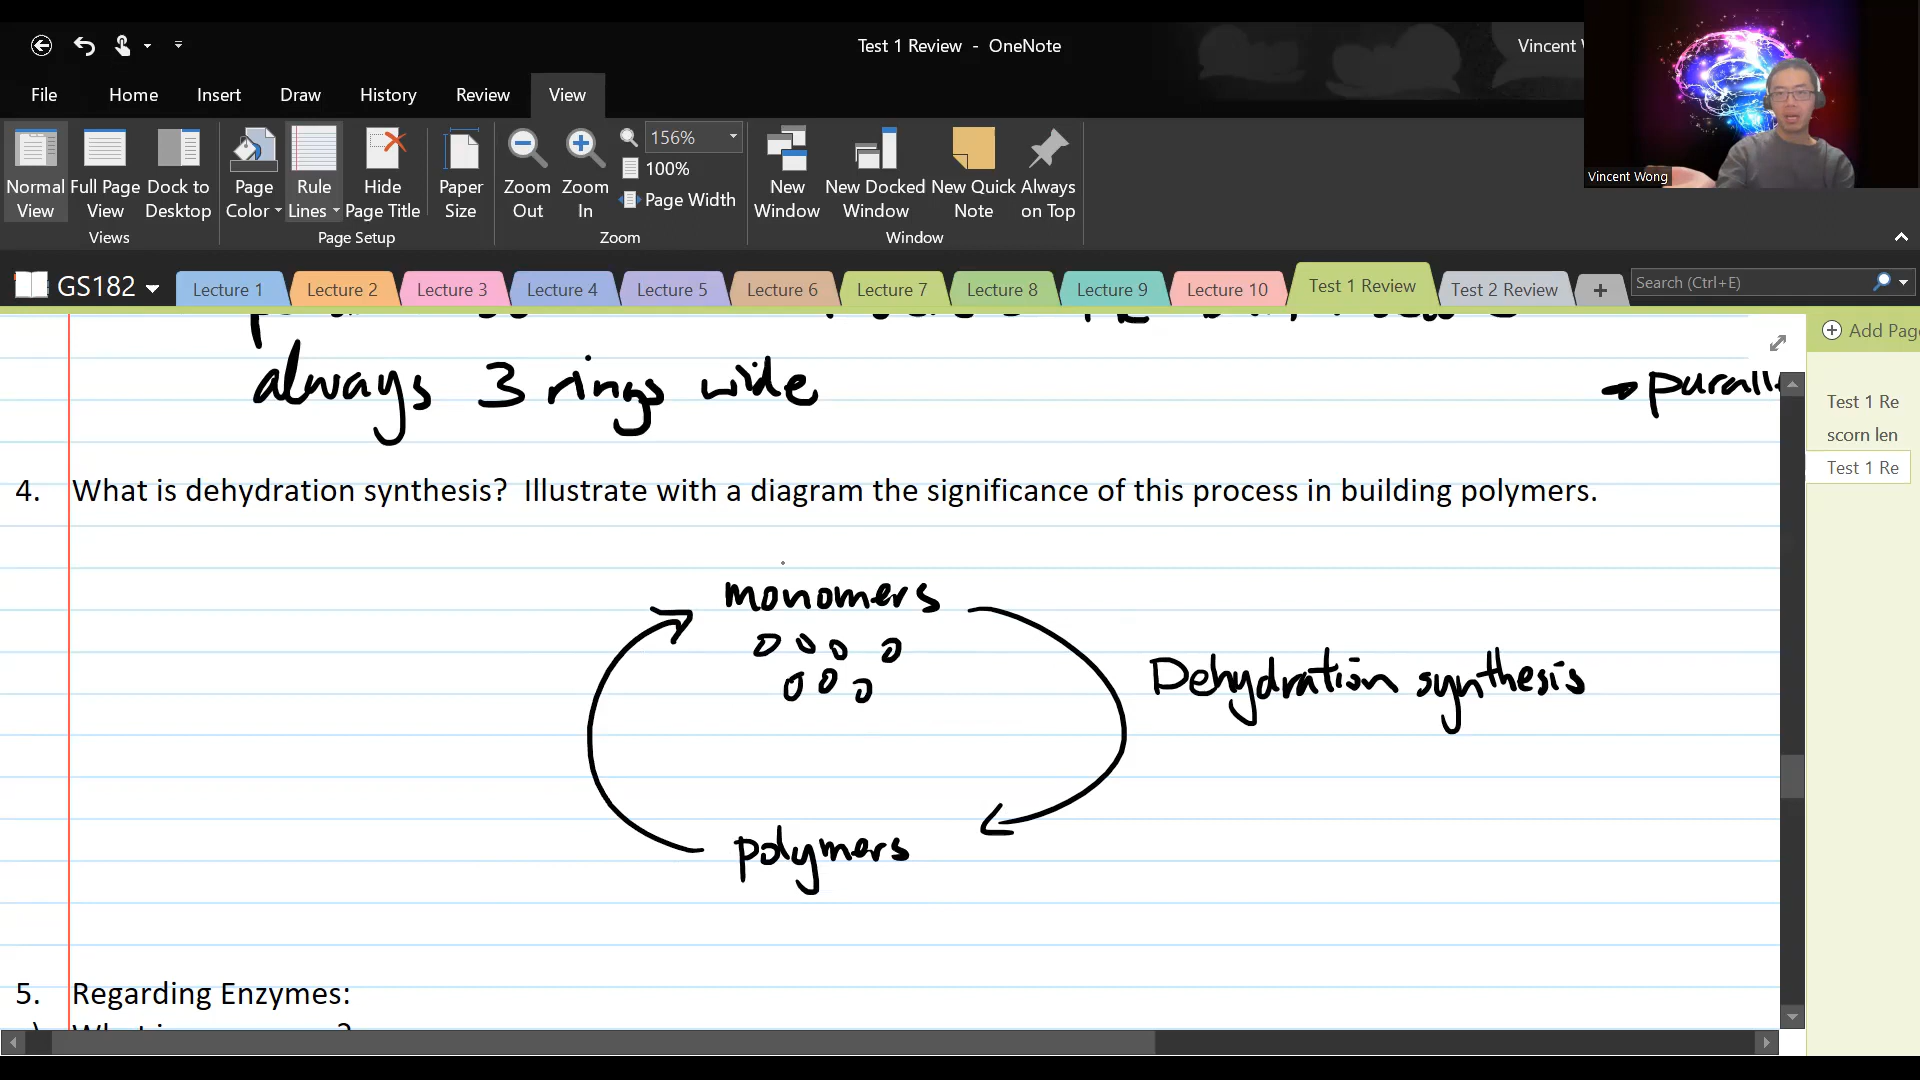 Test 1 Review - OneNote
Vincent
Vincent Wong
File Home Insert Draw History Review View
Normal View
Full Page View
Dock to Desktop
Views
Page Color
Rule Lines
Hide Page Title
Paper Size
Page Setup
Zoom Out
Zoom In
156%
100%
Page Width
Zoom
New Window
New Docked Window
New Quick Note
Always on Top
Window
GS182 Lecture 1 Lecture 2 Lecture 3 Lecture 4 Lecture 5 Lecture 6 Lecture 7 Lecture 8 Lecture 9 Lecture 10 Test 1 Review Test 2 Review + Search (Ctrl+E)
Add Pag
Test 1 Re
scorn len
Test 1 Re
always 3 rings wide
4. What is dehydration synthesis? Illustrate with a diagram the significance of this process in building polymers.
monomers
Dehydration synthesis
polymers
5. Regarding Enzymes: